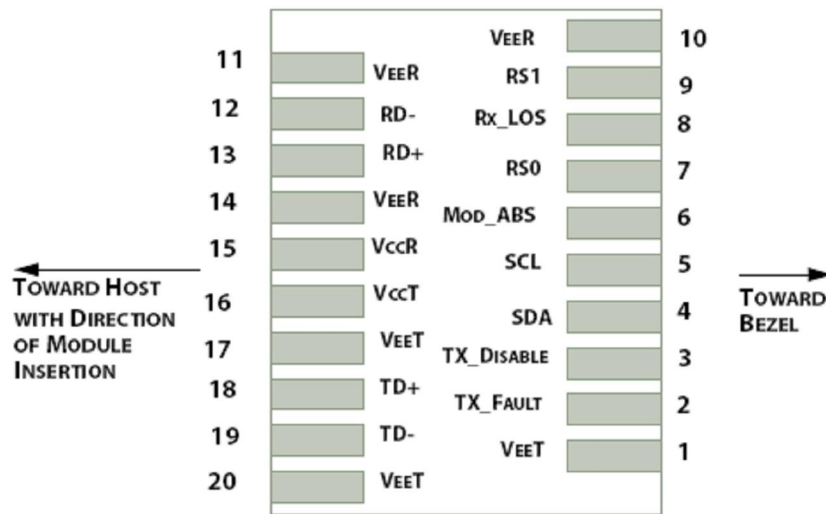 11 VEER
12 RD-
13 RD+
14 VEER
15 VCCR
16 VCCT
17 VEET
18 TD+
19 TD-
20 VEET
VEER 10
RS1 9
RX_LOS 8
RS0 7
MOD_ABS 6
SCL 5
SDA 4
TX_DISABLE 3
TX_FAULT 2
VEET 1
TOWARD HOST
WITH DIRECTION
OF MODULE
INSERTION
TOWARD
BEZEL